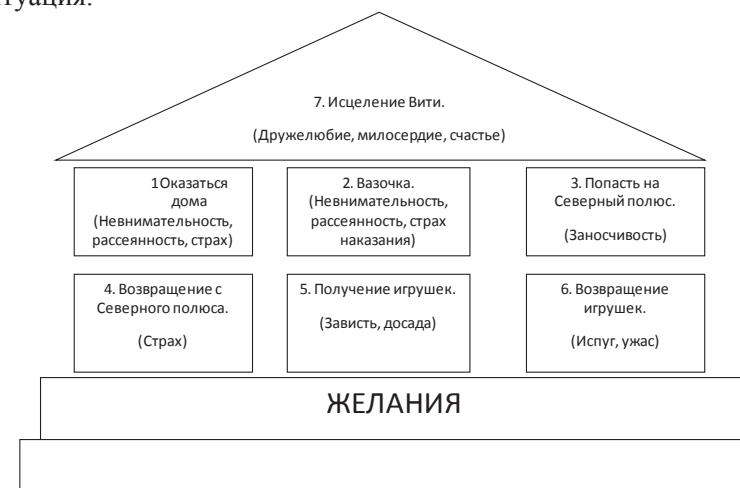 туация.
7. Исцеление Вити.
(Дружелюбие, милосердие, счастье)
1Оказаться
дома
(Невнимательность,
рассеянность, страх)
2. Вазочка.
(Невнимательность,
рассеянность, страх
наказания)
3. Попасть на
Северный полюс.
(Заносчивость)
4. Возвращение с
Северного полюса.
(Страх)
5. Получение игрушек.
(Зависть, досада)
6. Возвращение
игрушек.
(Испуг, ужас)
ЖЕЛАНИЯ